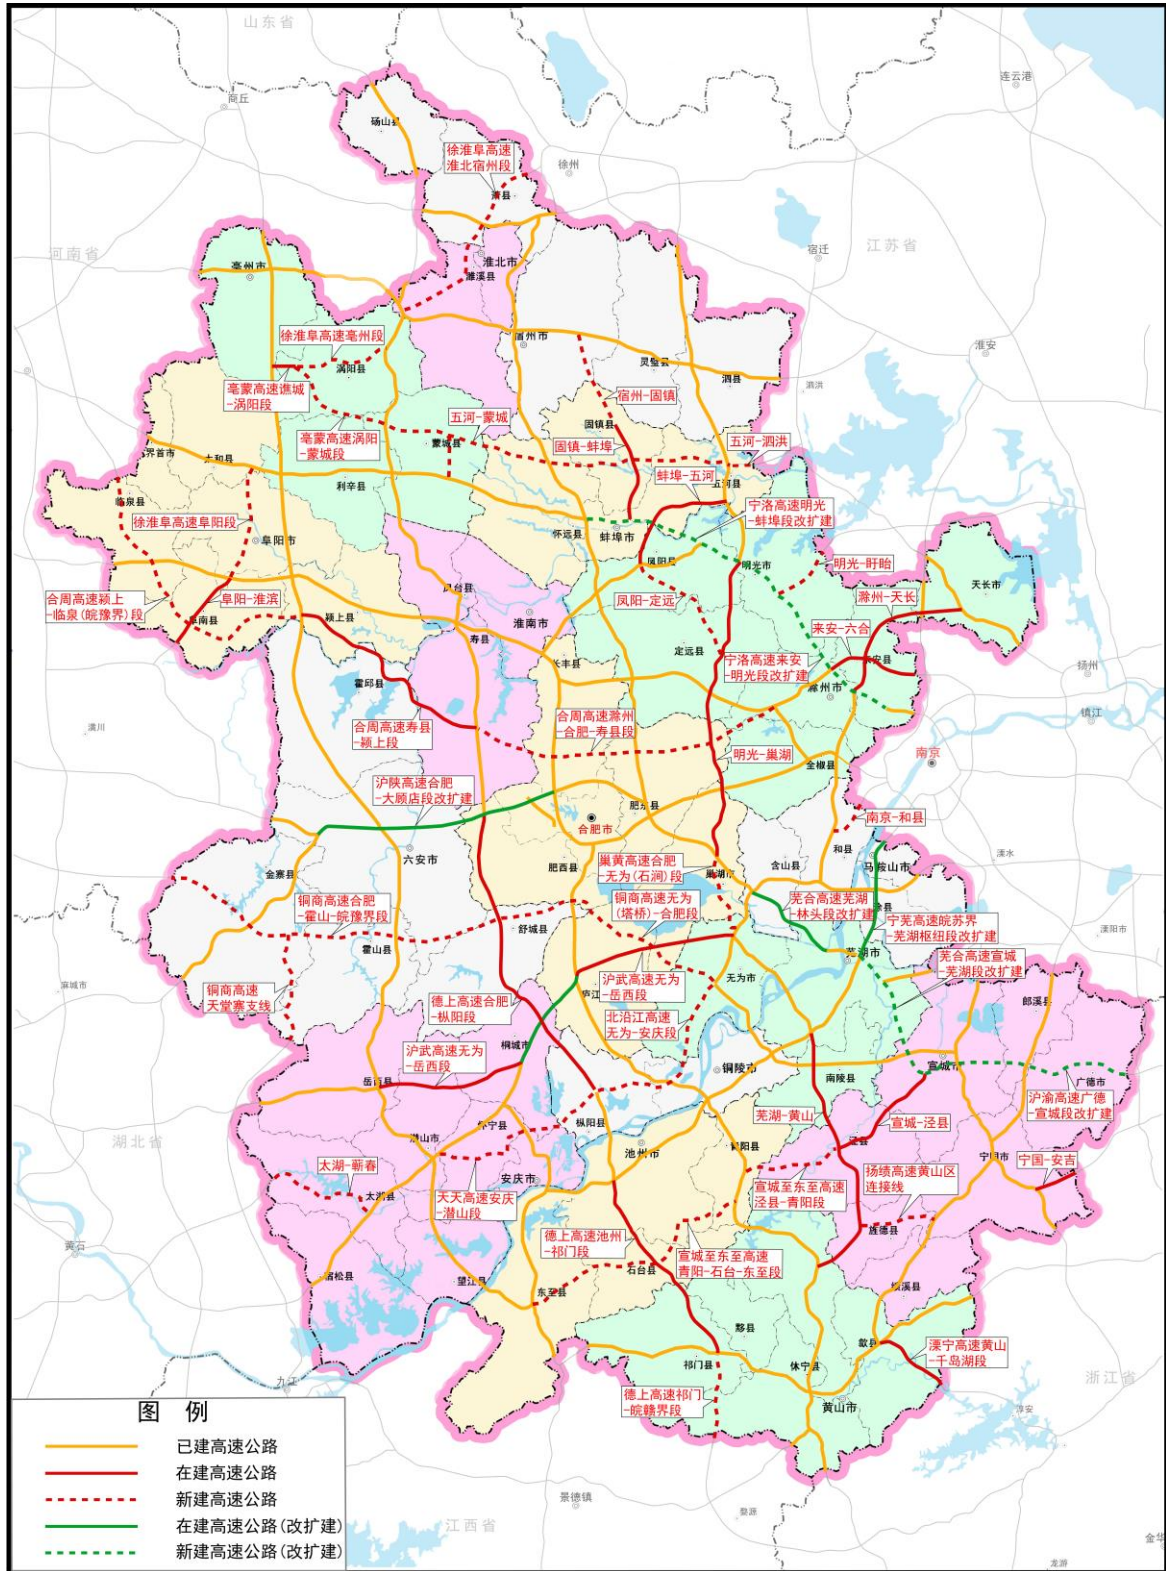 山东省
连云港
商丘
砀山县
徐淮阜高速
淮北宿州段
徐州
萧县
河南省
宿迁
江苏省
亳州市
淮北市
濉溪县
徐淮阜高速亳州段
宿州市
淮安
涡阳县
灵璧县
泗县
泗洪
亳蒙高速谯城
-涡阳段
宿州-固镇
五河-蒙城
固镇县
亳蒙高速涡阳
-蒙城段
蒙城县
固镇-蚌埠
五河-泗洪
界首市
太和县
蚌埠-五河
五河县
利辛县
临泉县
宁洛高速明光
-蚌埠段改扩建
徐淮阜高速阜阳段
怀远县
蚌埠市
阜阳市
凤阳县
明光市
明光-盱眙
凤台县
天长市
合周高速颍上
-临泉(皖豫界)段
阜阳-淮滨
凤阳-定远
滁州-天长
阜南县
颍上县
淮南市
来安-六合
寿县
定远县
宁洛高速来安
-明光段改扩建
来安县
长丰县
扬州
霍邱县
滁州市
镇江
潢川
合周高速寿县
-颍上段
合周高速滁州
-合肥-寿县段
明光-巢湖
南京
全椒县
沪陕高速合肥
-大顾店段改扩建
肥东县
南京-和县
合肥市
六安市
和县
溧水
金寨县
肥西县
巢黄高速合肥
-无为(石涧)段
巢湖市
含山县
马鞍山市
铜商高速合肥
-霍山-皖豫界段
铜商高速无为
(塔桥)-合肥段
芜合高速芜湖
-林头段改扩建
当涂县
宁芜高速皖苏界
-芜湖枢纽段改扩建
溧阳市
舒城县
霍山县
芜湖市
芜合高速宣城
-芜湖段改扩建
麻城市
铜商高速
天堂寨支线
沪武高速无为
-岳西段
无为市
庐江县
郎溪县
德上高速合肥
-枞阳段
北沿江高速
无为-安庆段
沪武高速无为
-岳西段
桐城市
宣城市
铜陵市
岳西县
南陵县
广德市
沪渝高速广德
-宣城段改扩建
芜湖-黄山
宣城-泾县
湖北省
怀宁县
枞阳县
潜山市
池州市
青阳县
泾县
宁国市
太湖-蕲春
宁国-安吉
太湖县
安庆市
天天高速安庆
-潜山段
宣城至东至高速
泾县-青阳段
扬绩高速黄山区
连接线
旌德县
黄石
德上高速池州
-祁门段
宣城至东至高速
青阳-石台-东至段
宿松县
望江县
石台县
绩溪县
东至县
黟县
歙县
溧宁高速黄山
-千岛湖段
祁门县
休宁县
九江
浙江省
德上高速祁门
-皖赣界段
黄山市
淳安
图 例
已建高速公路
在建高速公路
新建高速公路
在建高速公路(改扩建)
新建高速公路(改扩建)
景德镇
婺源
江西省
金华
龙游